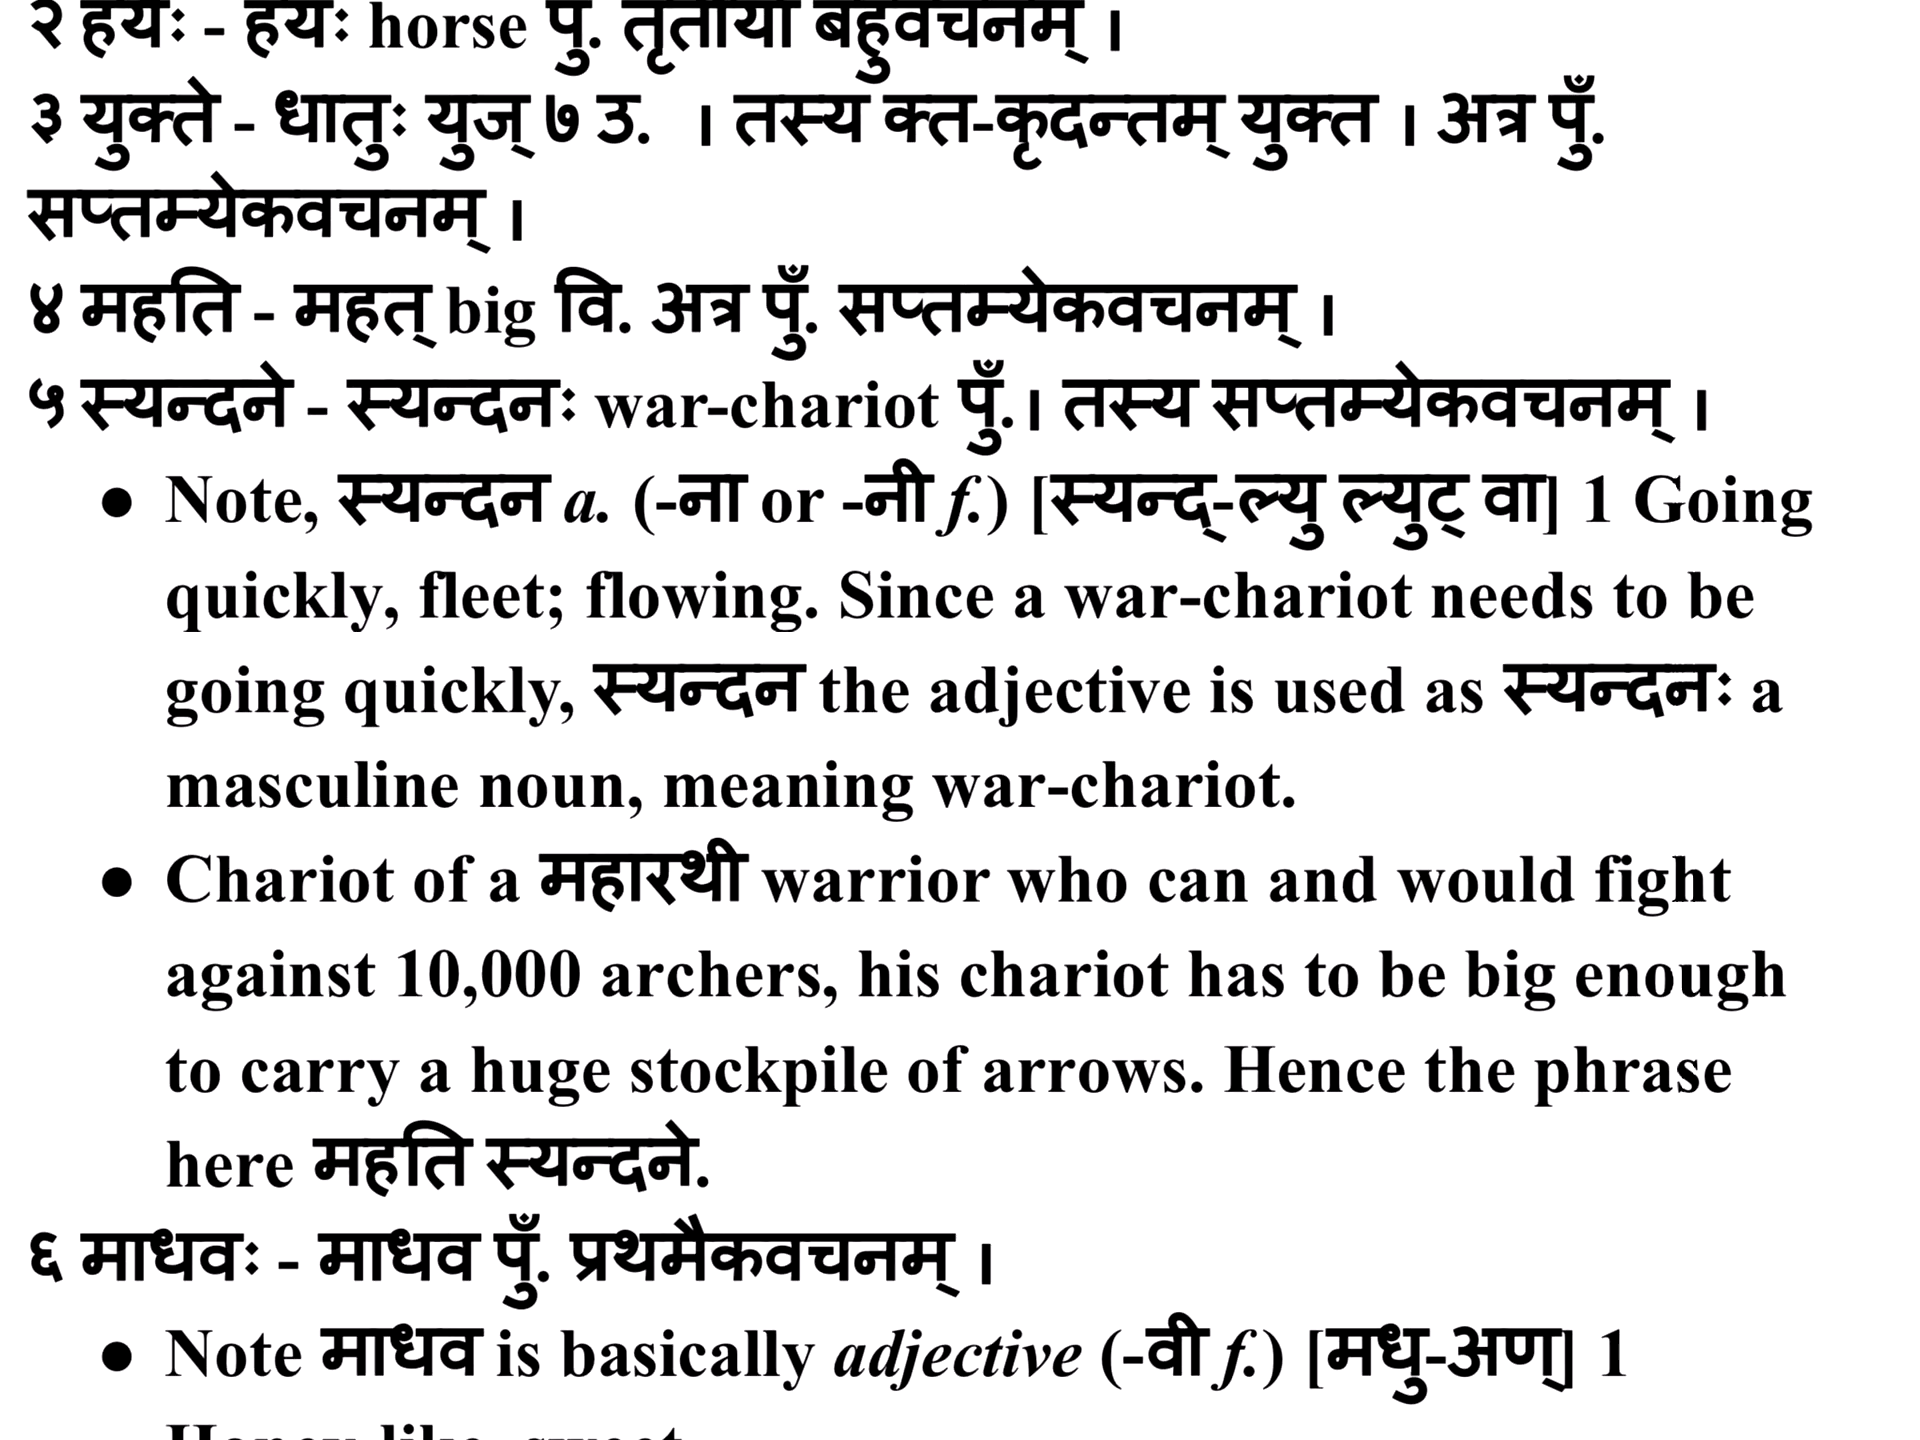 २ हयः - हयः horse पुँ. तृतीया बहुवचनम् ।
३ युक्ते - धातुः युज् ७ उ. । तस्य क्त-कृदन्तम् युक्त । अत्र पुँ.
सप्तम्येकवचनम् ।
४ महति - महत् big वि. अत्र पुँ. सप्तम्येकवचनम् ।
५ स्यन्दने - स्यन्दनः war-chariot पुँ.। तस्य सप्तम्येकवचनम् ।
● Note, स्यन्दन a. (-ना or -नी f.) [स्यन्द्-ल्यु ल्युट् वा] 1 Going
quickly, fleet; flowing. Since a war-chariot needs to be
going quickly, स्यन्दन the adjective is used as स्यन्दनः a
masculine noun, meaning war-chariot.
● Chariot of a महारथी warrior who can and would fight
against 10,000 archers, his chariot has to be big enough
to carry a huge stockpile of arrows. Hence the phrase
here महति स्यन्दने.
६ माधवः - माधव पुँ. प्रथमैकवचनम् ।
● Note माधव is basically adjective (-वी f.) [मधु-अण्] 1